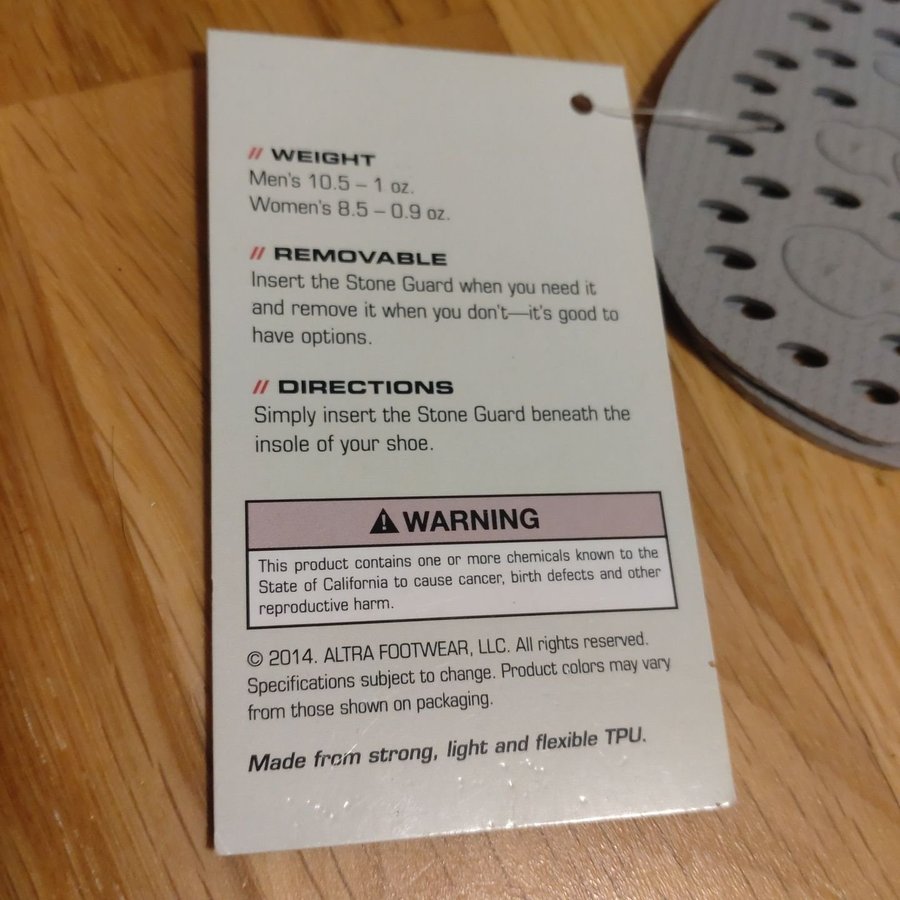 // WEIGHT
Men's 10.5 – 1 oz.
Women's 8.5 – 0.9 oz.
// REMOVABLE
Insert the Stone Guard when you need it
and remove it when you don't—it's good to
have options.
// DIRECTIONS
Simply insert the Stone Guard beneath the
insole of your shoe.
WARNING
This product contains one or more chemicals known to the
State of California to cause cancer, birth defects and other
reproductive harm.
© 2014. ALTRA FOOTWEAR, LLC. All rights reserved.
Specifications subject to change. Product colors may vary
from those shown on packaging.
Made from strong, light and flexible TPU.